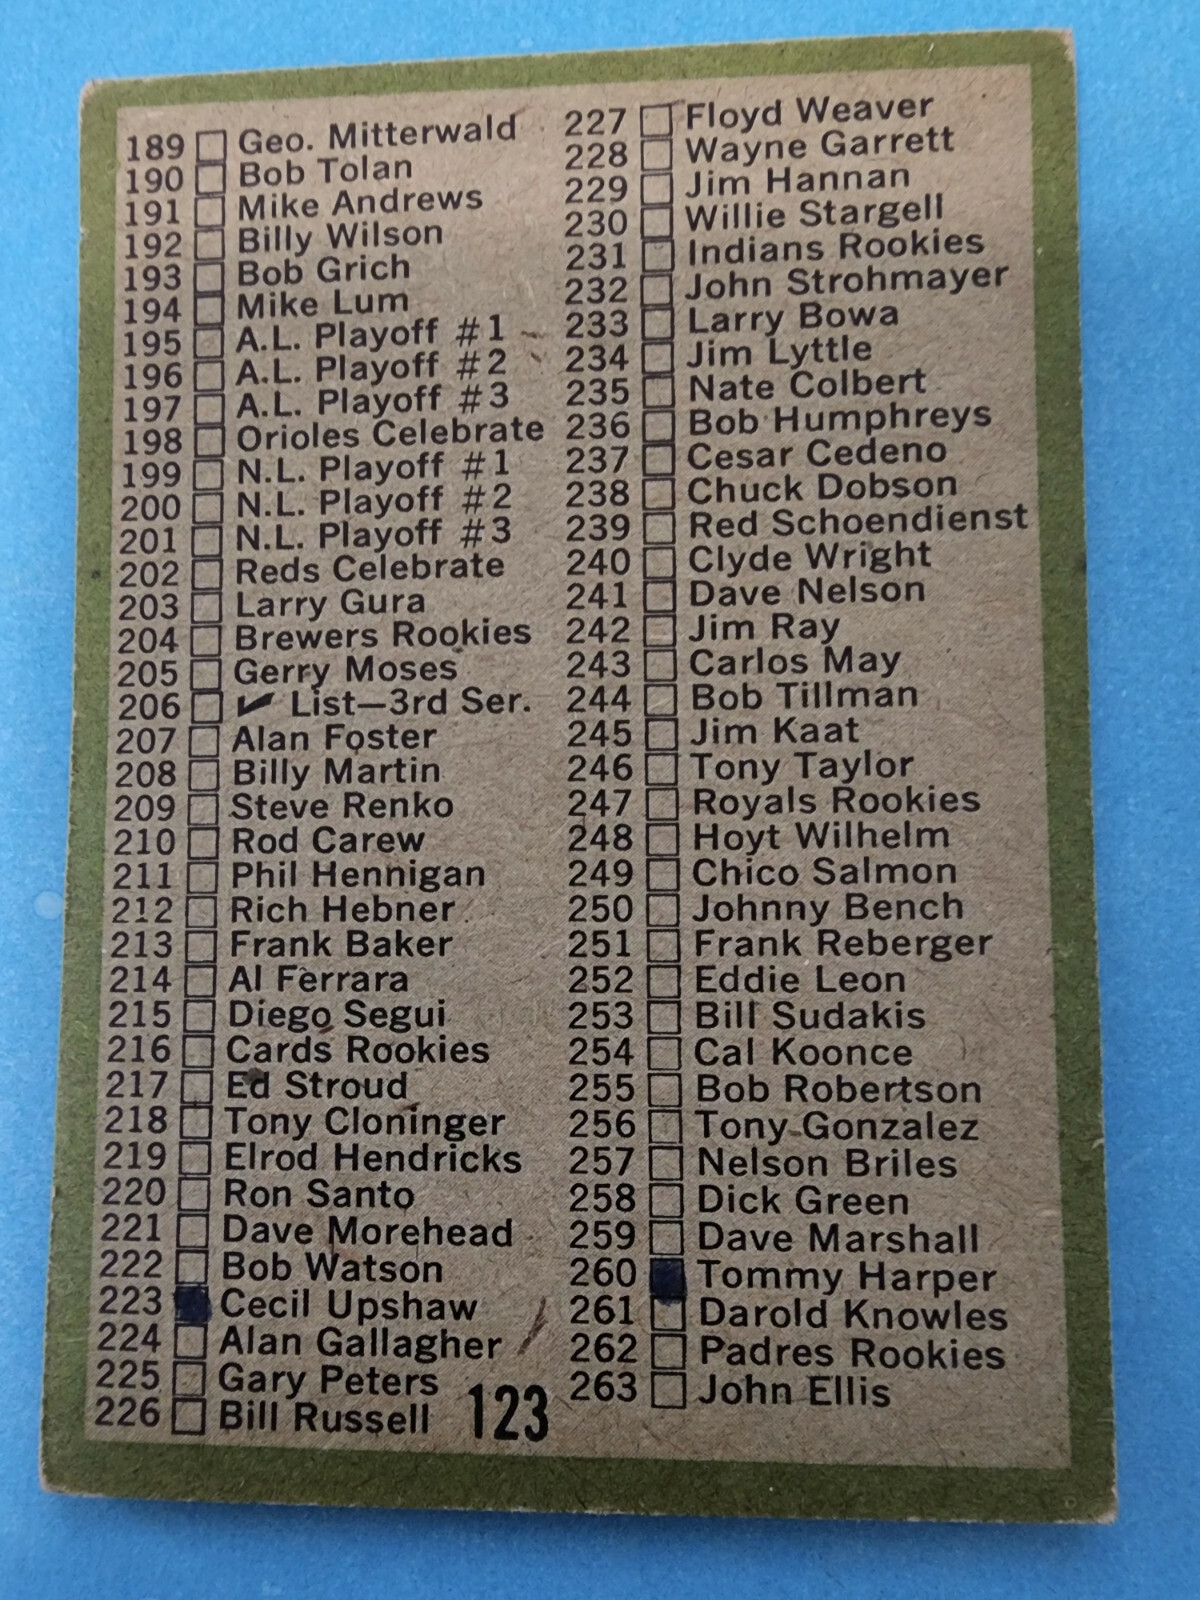 189 Geo. Mitterwald
190 Bob Tolan
191 Mike Andrews
192 Billy Wilson
193 Bob Grich
194 Mike Lum
195 A.L. Playoff #1
196 A.L. Playoff #2
197 A.L. Playoff #3
198 Orioles Celebrate
199 N.L. Playoff #1
200 N.L. Playoff #2
201 N.L. Playoff #3
202 Reds Celebrate
203 Larry Gura
204 Brewers Rookies
205 Gerry Moses
206 ✓ List—3rd Ser.
207 Alan Foster
208 Billy Martin
209 Steve Renko
210 Rod Carew
211 Phil Hennigan
212 Rich Hebner
213 Frank Baker
214 Al Ferrara
215 Diego Segui
216 Cards Rookies
217 Ed Stroud
218 Tony Cloninger
219 Elrod Hendricks
220 Ron Santo
221 Dave Morehead
222 Bob Watson
223 Cecil Upshaw
224 Alan Gallagher
225 Gary Peters
226 Bill Russell
227 Floyd Weaver
228 Wayne Garrett
229 Jim Hannan
230 Willie Stargell
231 Indians Rookies
232 John Strohmayer
233 Larry Bowa
234 Jim Lyttle
235 Nate Colbert
236 Bob Humphreys
237 Cesar Cedeno
238 Chuck Dobson
239 Red Schoendienst
240 Clyde Wright
241 Dave Nelson
242 Jim Ray
243 Carlos May
244 Bob Tillman
245 Jim Kaat
246 Tony Taylor
247 Royals Rookies
248 Hoyt Wilhelm
249 Chico Salmon
250 Johnny Bench
251 Frank Reberger
252 Eddie Leon
253 Bill Sudakis
254 Cal Koonce
255 Bob Robertson
256 Tony Gonzalez
257 Nelson Briles
258 Dick Green
259 Dave Marshall
260 Tommy Harper
261 Darold Knowles
262 Padres Rookies
263 John Ellis
123